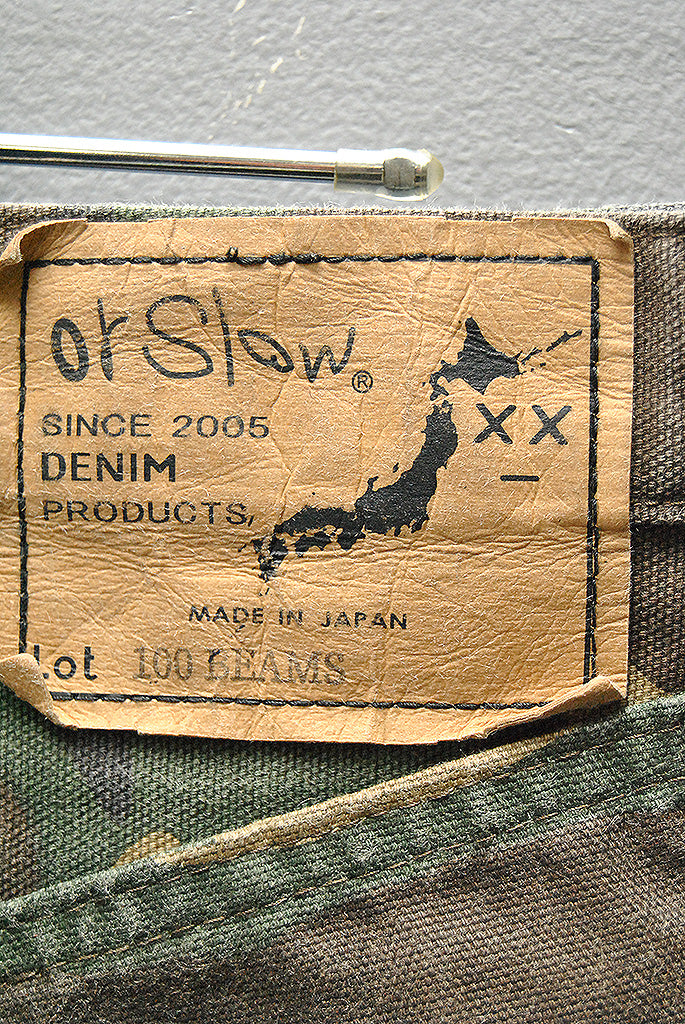 orSlow®
SINCE 2005
DENIM
PRODUCTS,
XX
MADE IN JAPAN
Lot 100 BEAMS